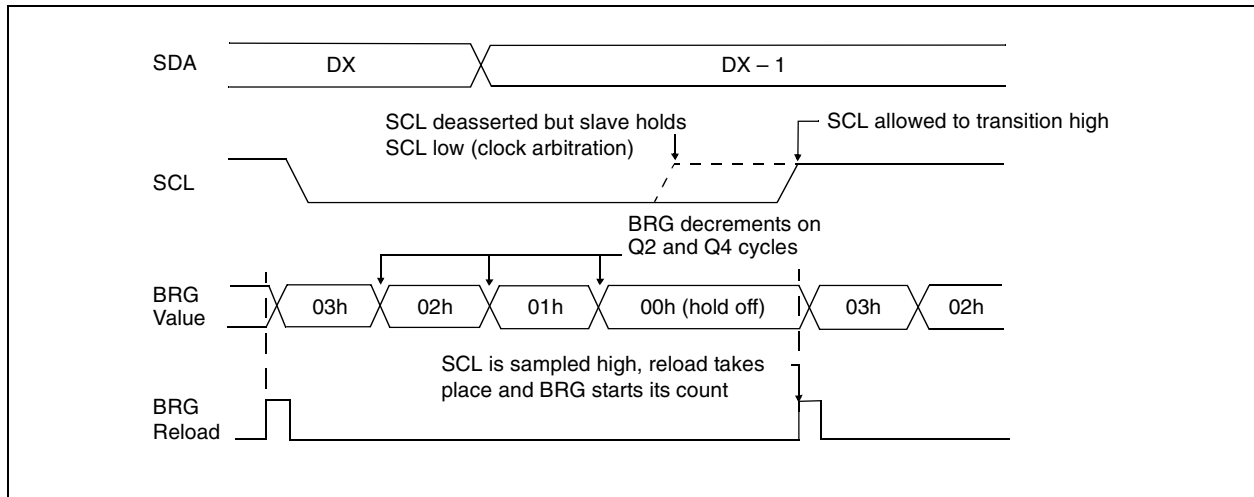 SDA
DX
DX – 1
SCL deasserted but slave holds
SCL low (clock arbitration)
SCL allowed to transition high
SCL
BRG decrements on
Q2 and Q4 cycles
BRG
Value
03h
02h
01h
00h (hold off)
03h
02h
SCL is sampled high, reload takes
place and BRG starts its count
BRG
Reload